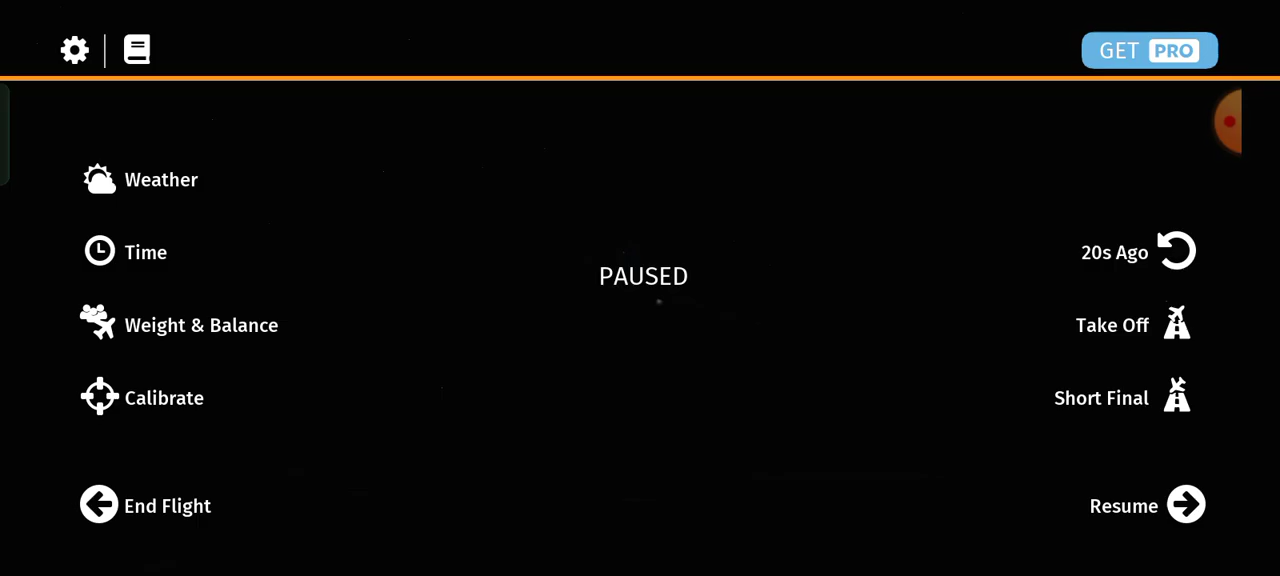 GET PRO
Weather
Time
20s Ago
PAUSED
Weight & Balance
Take Off
Calibrate
Short Final
End Flight
Resume